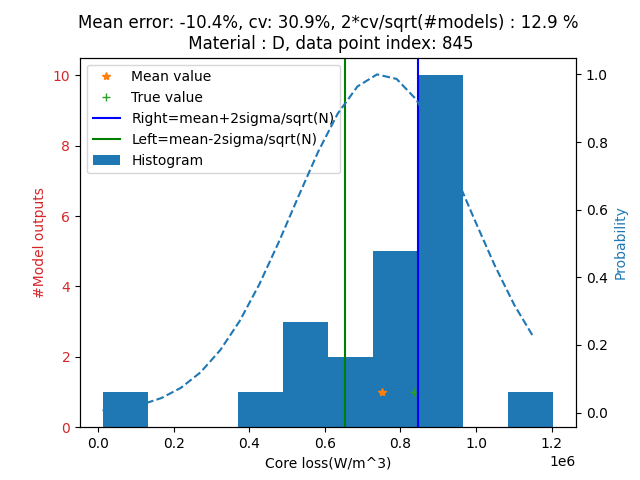 Mean error: -10.4%, cv: 30.9%, 2*cv/sqrt(#models) : 12.9 %
Material : D, data point index: 845
Mean value
True value
Right=mean+2sigma/sqrt(N)
Left=mean-2sigma/sqrt(N)
Histogram
#Model outputs
10
8
6
4
2
0
Probability
1.0
0.8
0.6
0.4
0.2
0.0
0.0 0.2 0.4 0.6 0.8 1.0 1.2
1e6
Core loss(W/m^3)